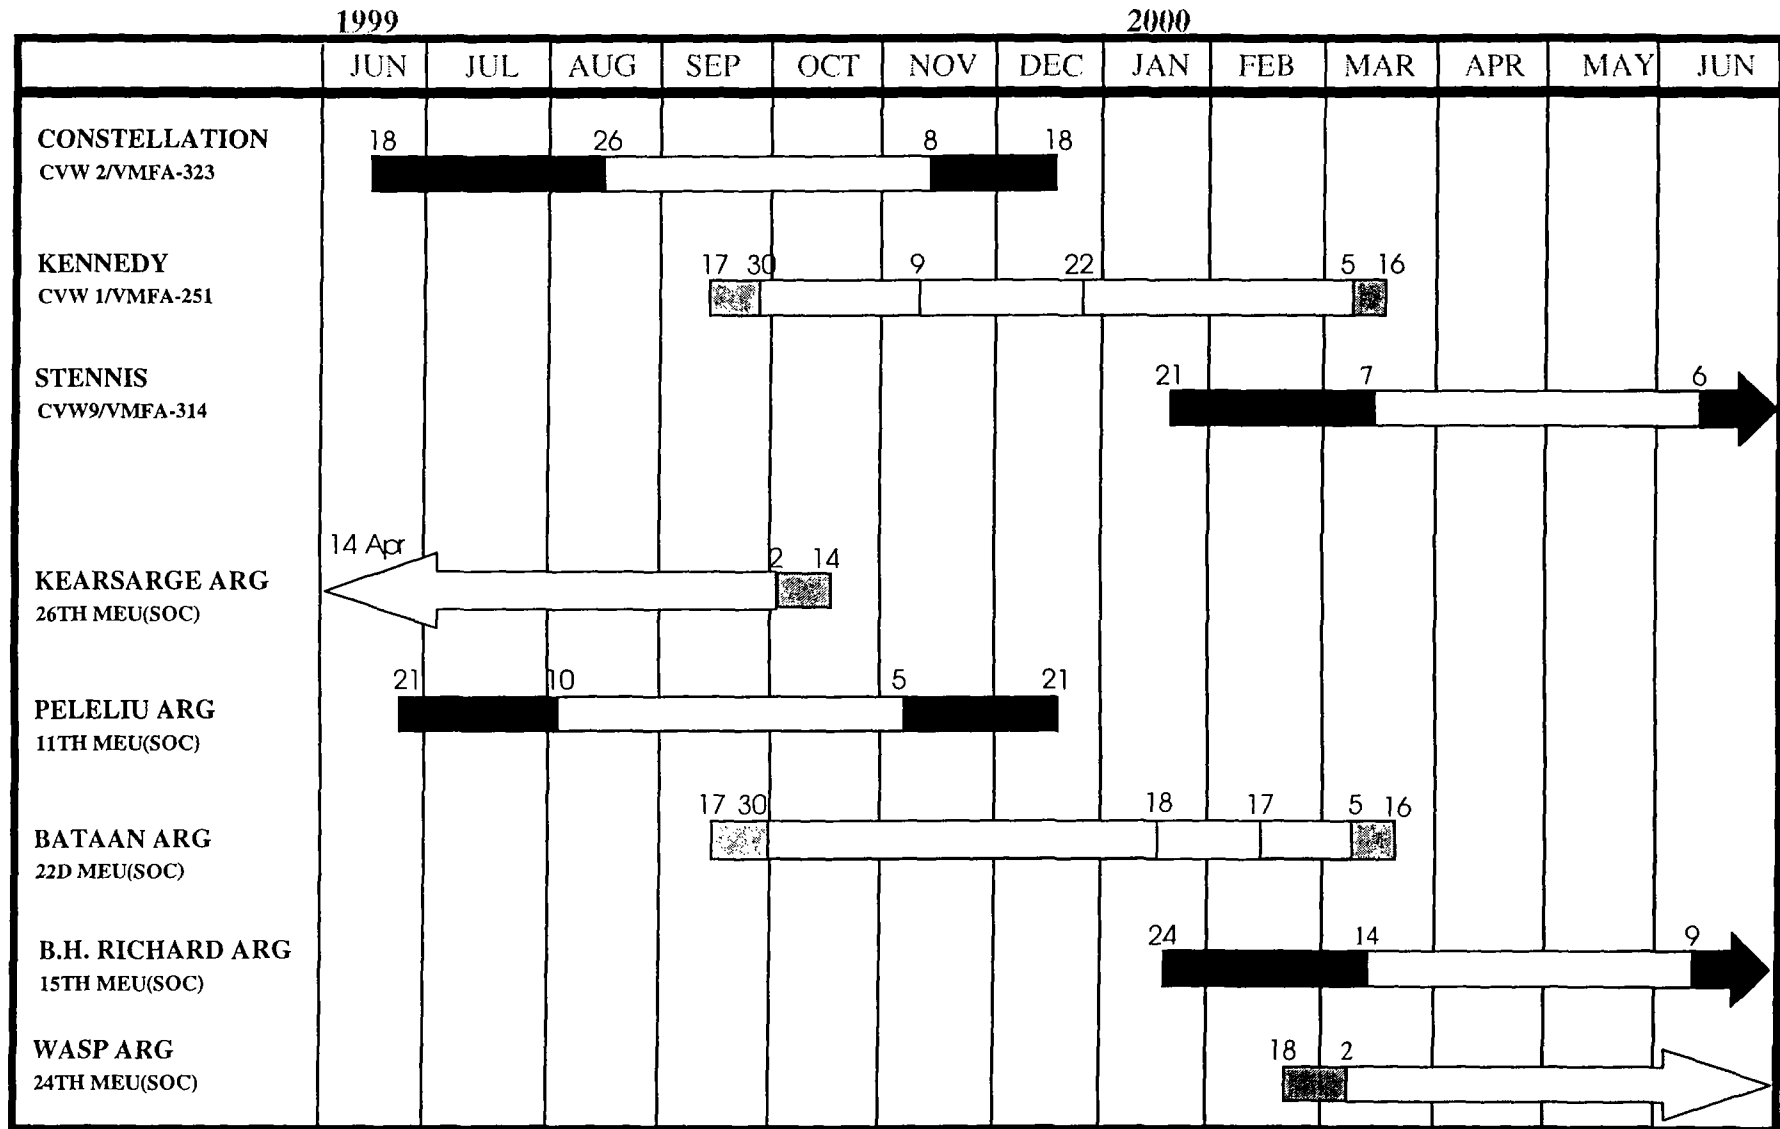 1999 2000
JUN JUL AUG SEP OCT NOV DEC JAN FEB MAR APR MAY JUN
CONSTELLATION
CVW 2/VMFA-323
18 26 8 18
KENNEDY
CVW 1/VMFA-251
17 30 9 22 5 16
STENNIS
CVW9/VMFA-314
21 7 6
14 Apr
KEARSARGE ARG
26TH MEU(SOC)
2 14
PELELIU ARG
11TH MEU(SOC)
21 10 5 21
BATAAN ARG
22D MEU(SOC)
17 30 18 17 5 16
B.H. RICHARD ARG
15TH MEU(SOC)
24 14 9
WASP ARG
24TH MEU(SOC)
18 2